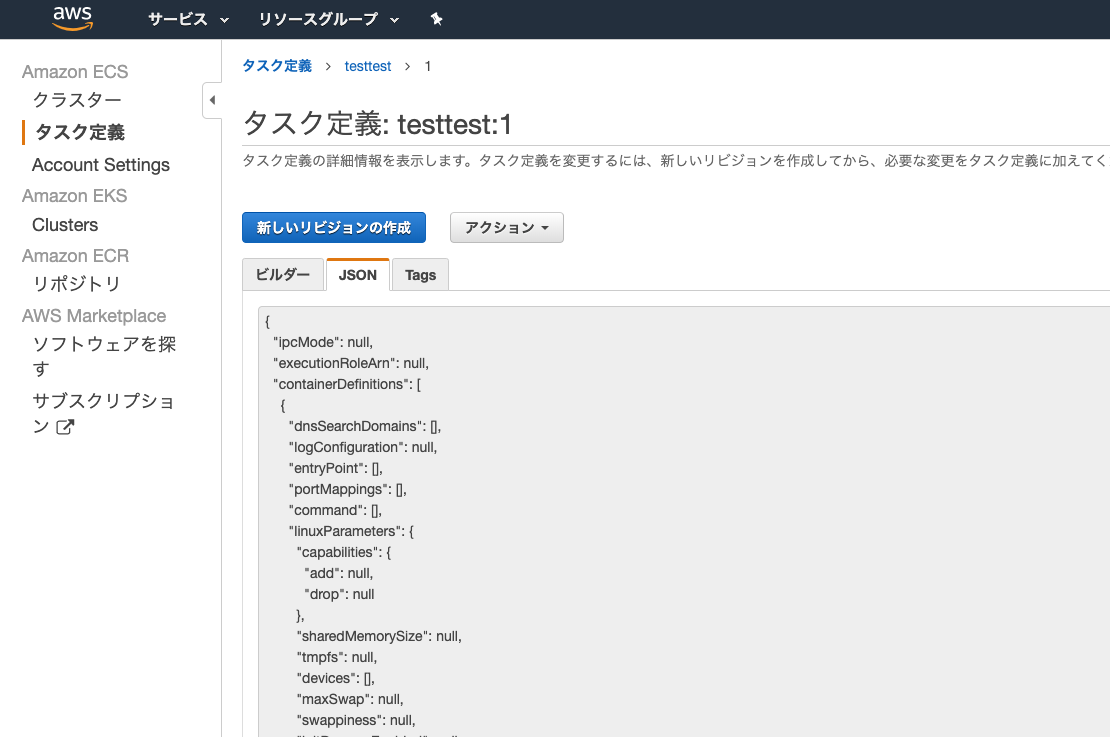 aws サービス リソースグループ
Amazon ECS
クラスター
タスク定義
Account Settings
Amazon EKS
Clusters
Amazon ECR
リポジトリ
AWS Marketplace
ソフトウェアを探
す
サブスクリプショ
ン
タスク定義 > testtest > 1
タスク定義: testtest:1
タスク定義の詳細情報を表示します。タスク定義を変更するには、新しいリビジョンを作成してから、必要な変更をタスク定義に加えてく
新しいリビジョンの作成 アクション
ビルダー JSON Tags
{
"ipcMode": null,
"executionRoleArn": null,
"containerDefinitions": [
{
"dnsSearchDomains": [],
"logConfiguration": null,
"entryPoint": [],
"portMappings": [],
"command": [],
"linuxParameters": {
"capabilities": {
"add": null,
"drop": null
},
"sharedMemorySize": null,
"tmpfs": null,
"devices": [],
"maxSwap": null,
"swappiness": null,